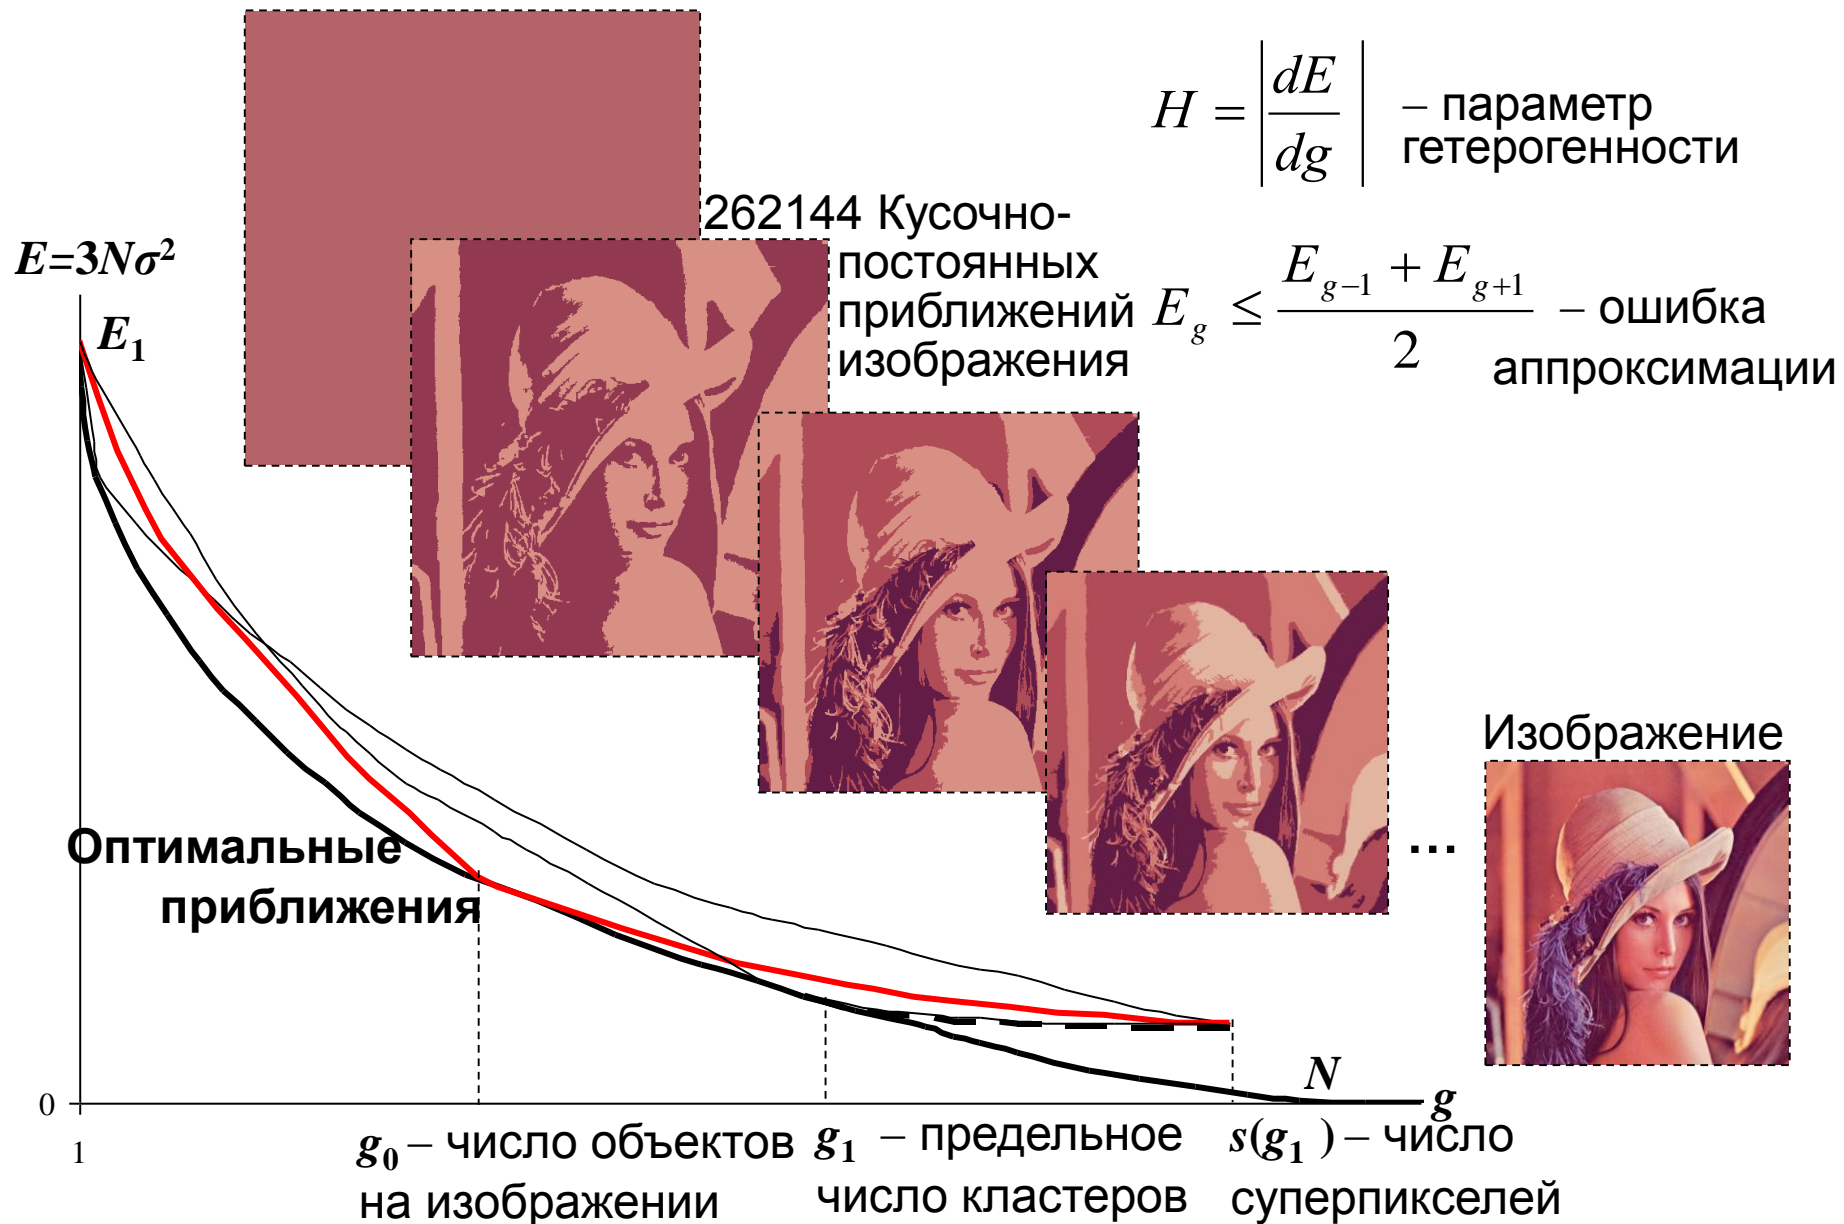 H = |dE/dg| – параметр
гетерогенности
262144 Кусочно-
постоянных
приближений
изображения
E=3Nσ²
E₁
E_g ≤ (E_{g–1} + E_{g+1})/2 – ошибка
аппроксимации
Изображение
Оптимальные
приближения
...
N
0
g
1
g₀ – число объектов
на изображении
g₁ – предельное
число кластеров
s(g₁ ) – число
суперпикселей